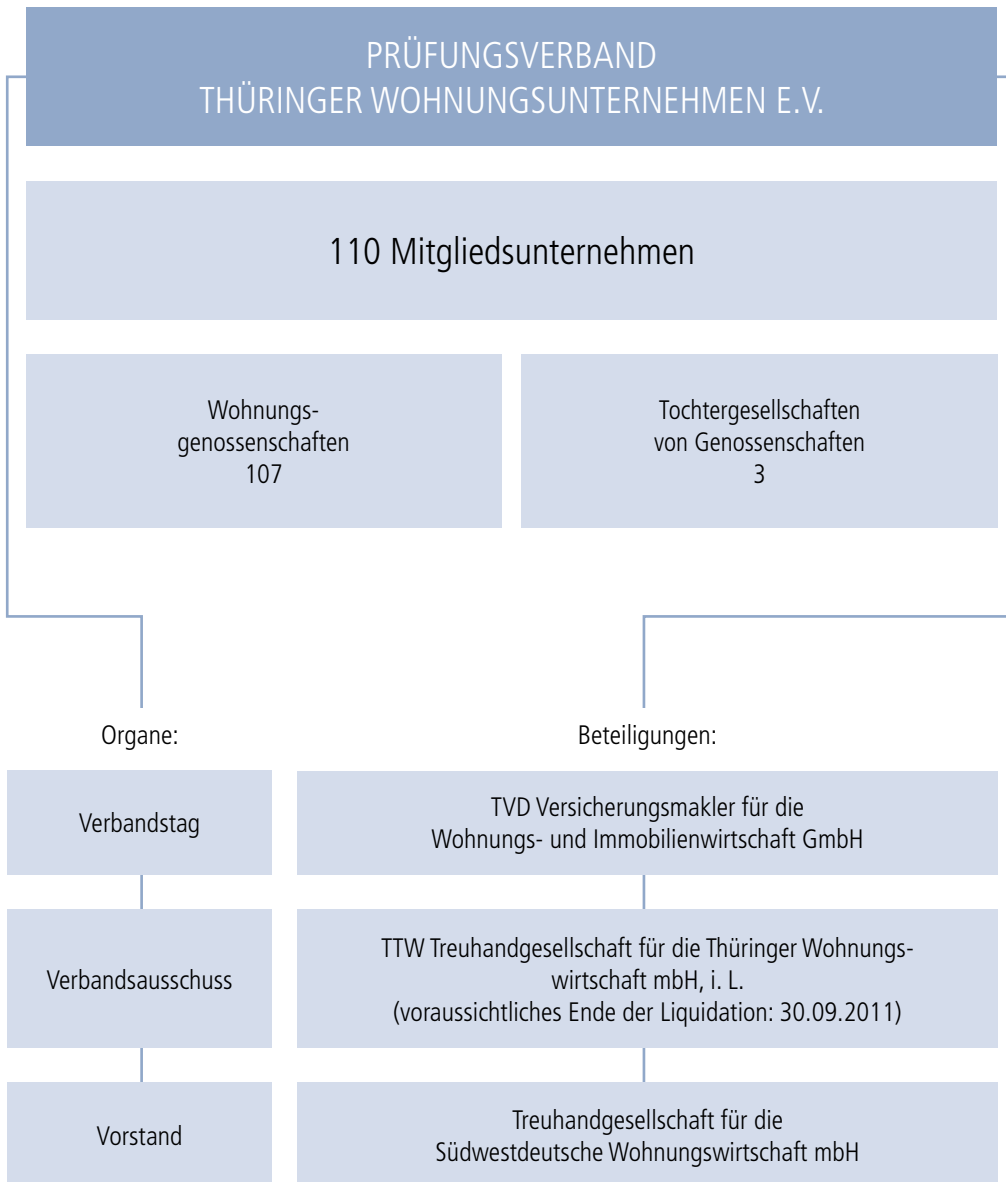 PRÜFUNGSVERBAND
THÜRINGER WOHNUNGSUNTERNEHMEN E.V.
110 Mitgliedsunternehmen
Wohnungs-
genossenschaften
107
Tochtergesellschaften
von Genossenschaften
3
Organe:
Verbandstag
Verbandsausschuss
Vorstand
Beteiligungen:
TVD Versicherungsmakler für die
Wohnungs- und Immobilienwirtschaft GmbH
TTW Treuhandgesellschaft für die Thüringer Wohnungs-
wirtschaft mbH, i. L.
(voraussichtliches Ende der Liquidation: 30.09.2011)
Treuhandgesellschaft für die
Südwestdeutsche Wohnungswirtschaft mbH